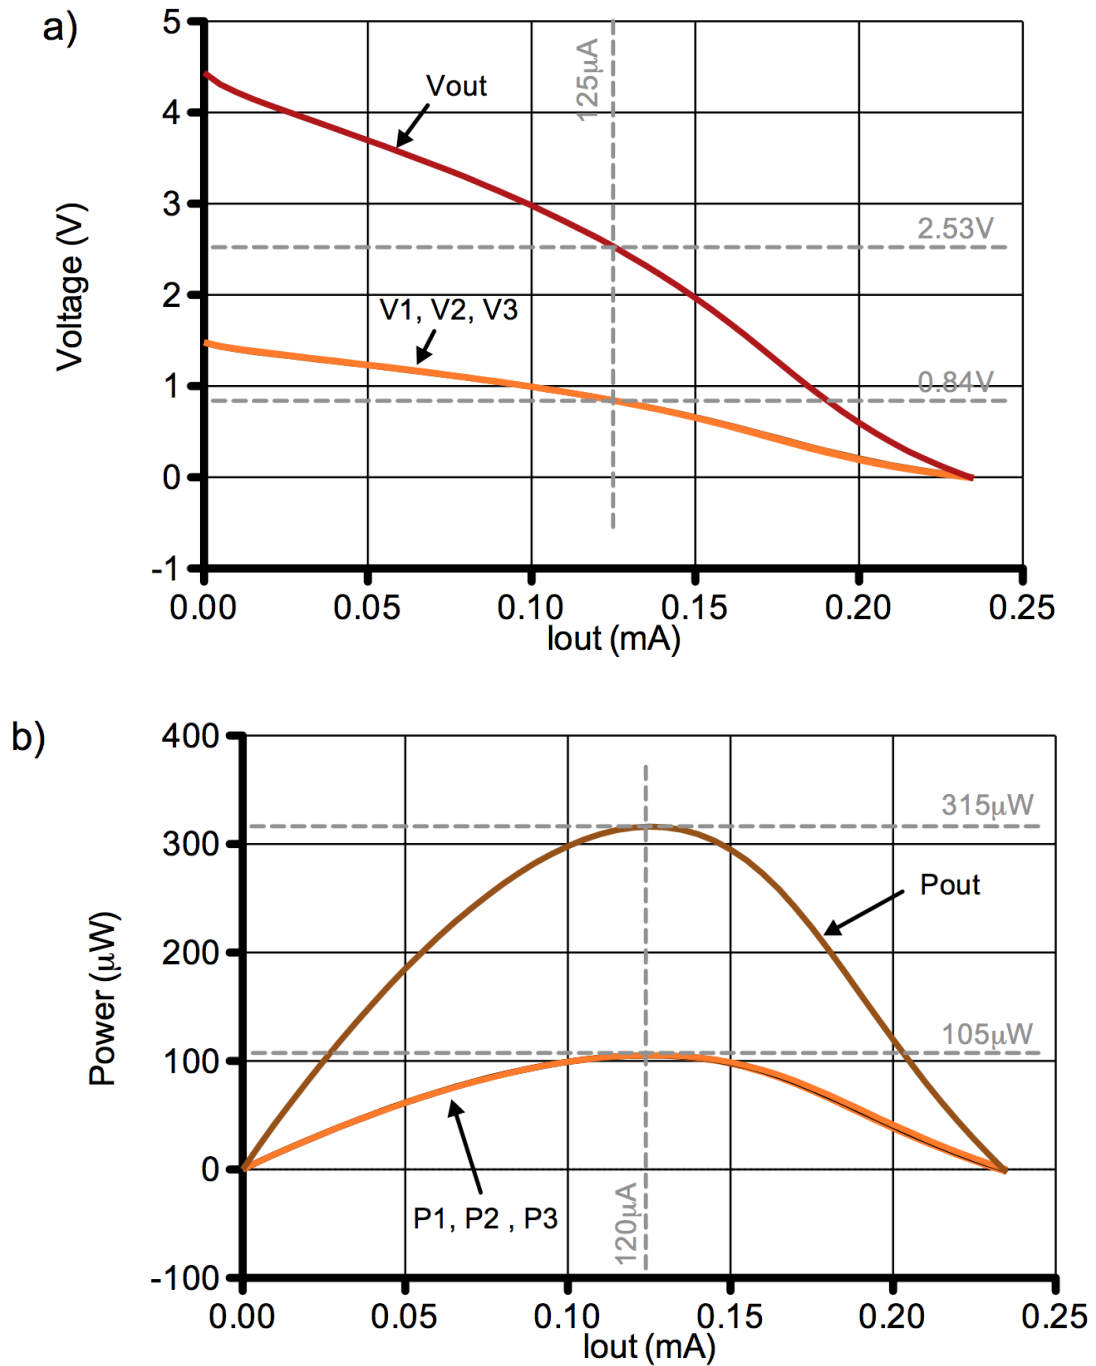 a)
5
4
3
2
1
0
-1
Voltage (V)
125µA
Vout
2.53V
V1, V2, V3
0.84V
0.00 0.05 0.10 0.15 0.20 0.25
Iout (mA)
b)
400
300
200
100
0
-100
Power (µW)
315µW
Pout
105µW
P1, P2 , P3
120µA
0.00 0.05 0.10 0.15 0.20 0.25
Iout (mA)